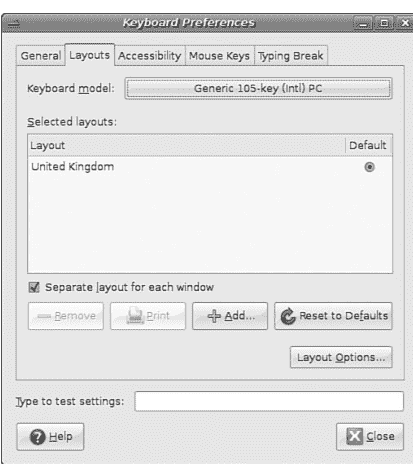 Keyboard Preferences
General Layouts Accessibility Mouse Keys Typing Break
Keyboard model: Generic 105-key (Intl) PC
Selected layouts:
Layout Default
United Kingdom
Separate layout for each window
Remove Print Add... Reset to Defaults
Layout Options...
Type to test settings:
Help Close